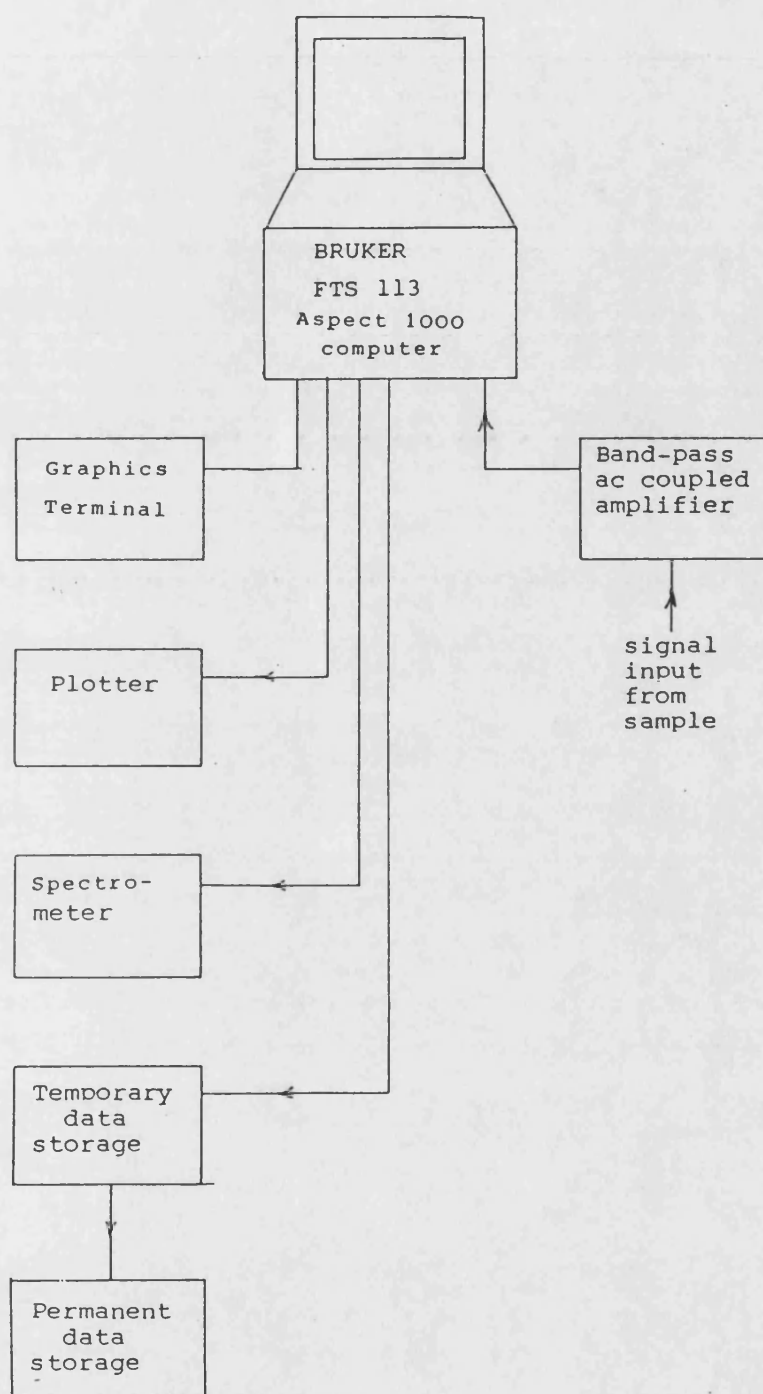 BRUKER
FTS 113
Aspect 1000
computer
Graphics
Terminal
Band-pass
ac coupled
amplifier
signal
input
from
sample
Plotter
Spectro-
meter
Temporary
data
storage
Permanent
data
storage